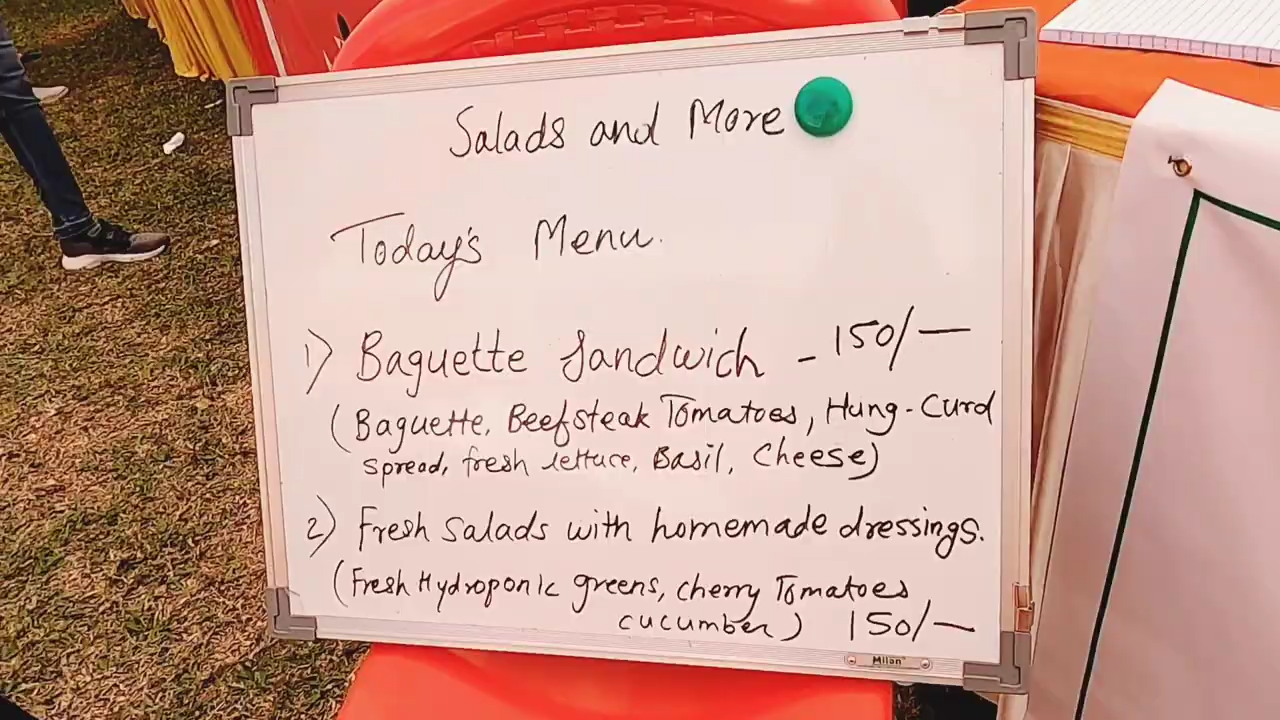 Salads and More
Today's Menu.
1) Baguette Sandwich - 150/-
(Baguette, Beefsteak Tomatoes, Hung-Curd
spread, fresh lettuce, Basil, Cheese)
2) Fresh salads with homemade dressings.
(Fresh Hydroponic greens, cherry Tomatoes
cucumber) 150/-
Milan